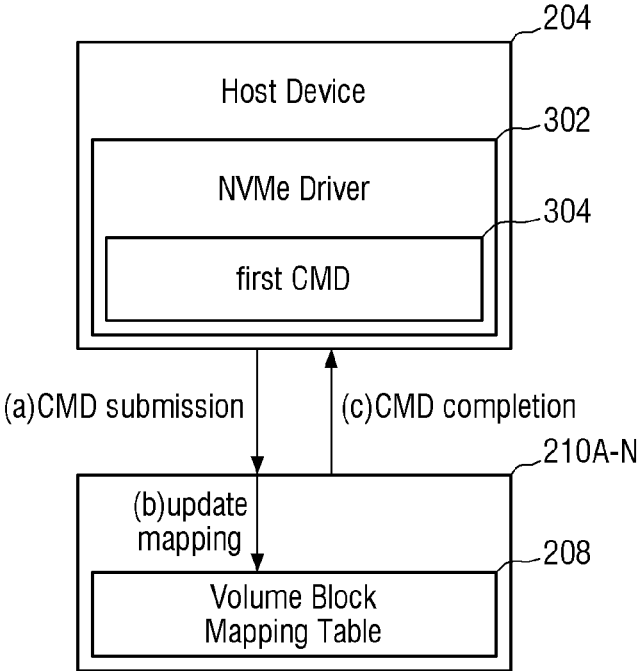 204
Host Device
302
NVMe Driver
304
first CMD
(a)CMD submission
(c)CMD completion
210A-N
(b)update
mapping
208
Volume Block
Mapping Table